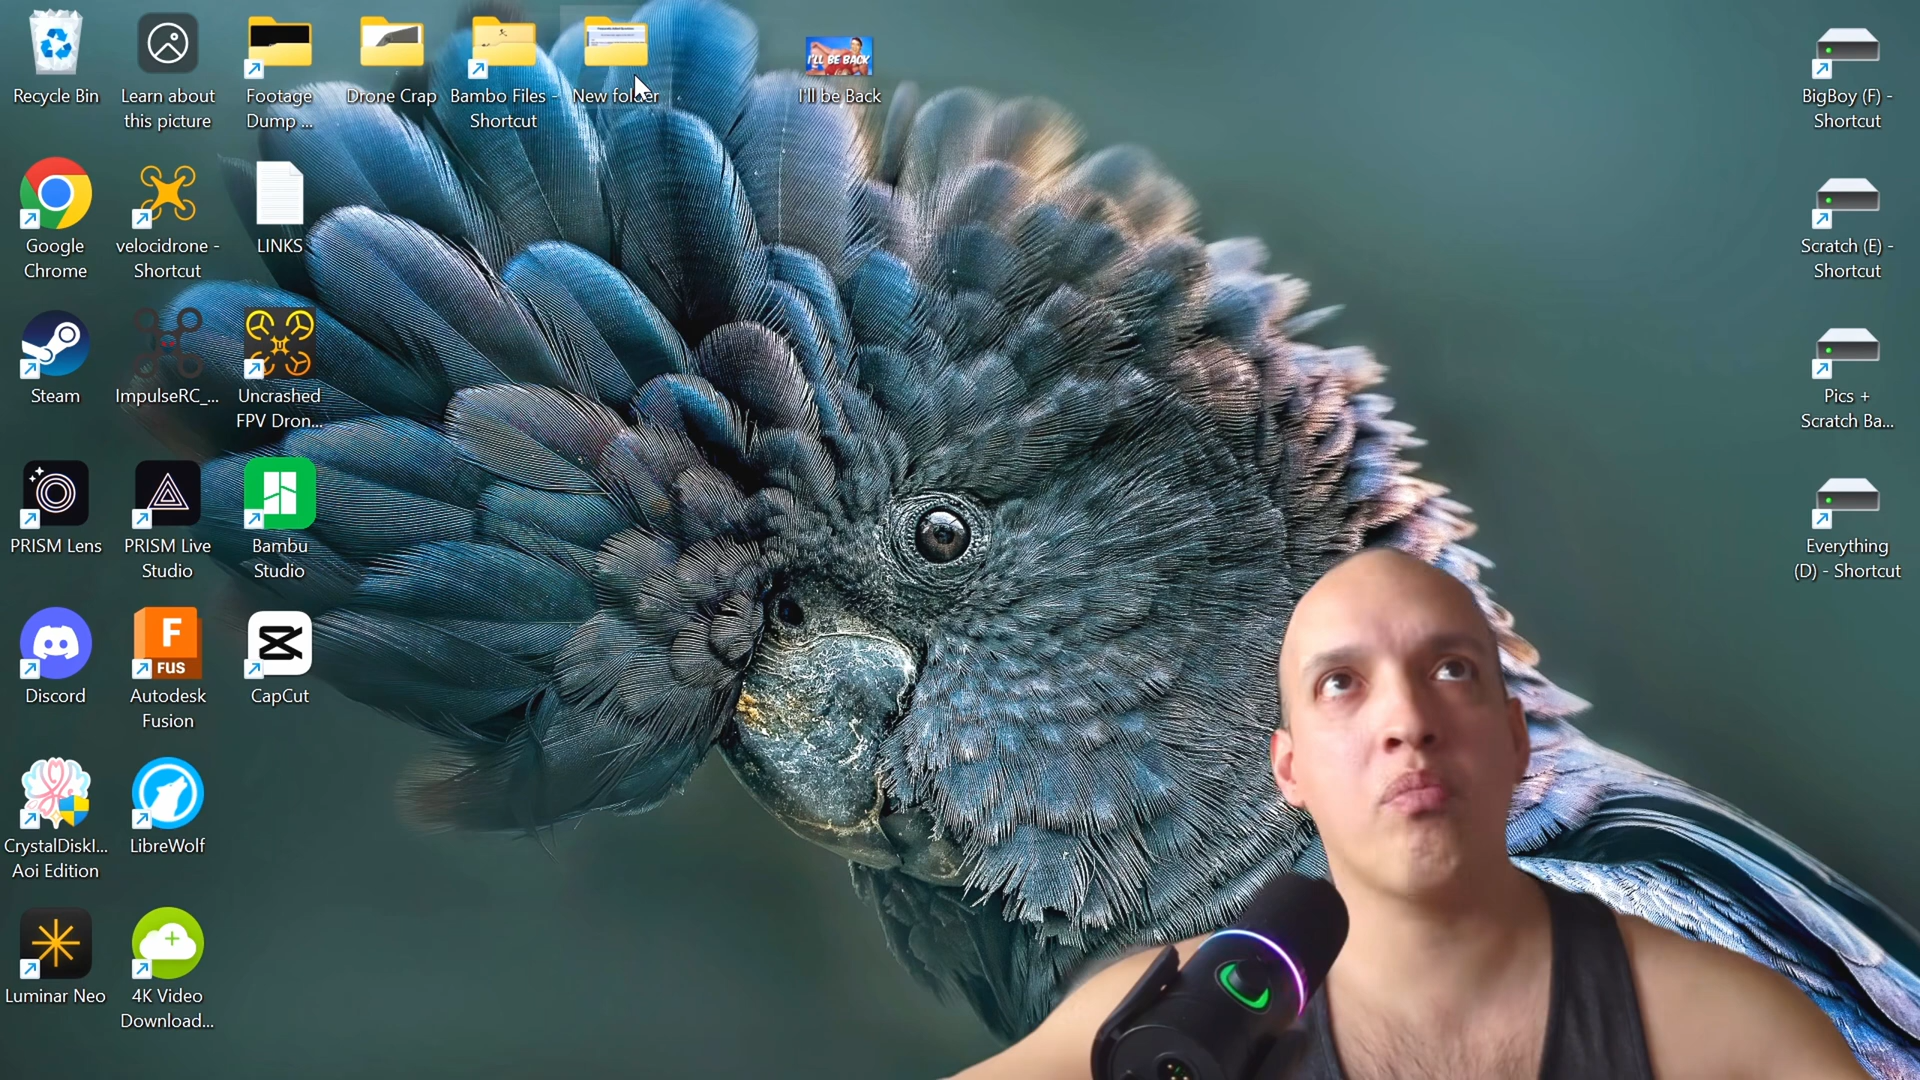 Recycle Bin
Learn about
this picture
Footage
Dump ...
Drone Crap
Bambo Files -
Shortcut
New folder
I'LL BE BACK
I'll be Back
BigBoy (F) -
Shortcut
Google
Chrome
velocidrone -
Shortcut
LINKS
Scratch (E) -
Shortcut
Steam
ImpulseRC_...
Uncrashed
FPV Dron...
Pics +
Scratch Ba...
PRISM Lens
PRISM Live
Studio
Bambu
Studio
Everything
(D) - Shortcut
Discord
F
FUS
Autodesk
Fusion
CapCut
CrystalDiskI...
Aoi Edition
LibreWolf
Luminar Neo
4K Video
Download...